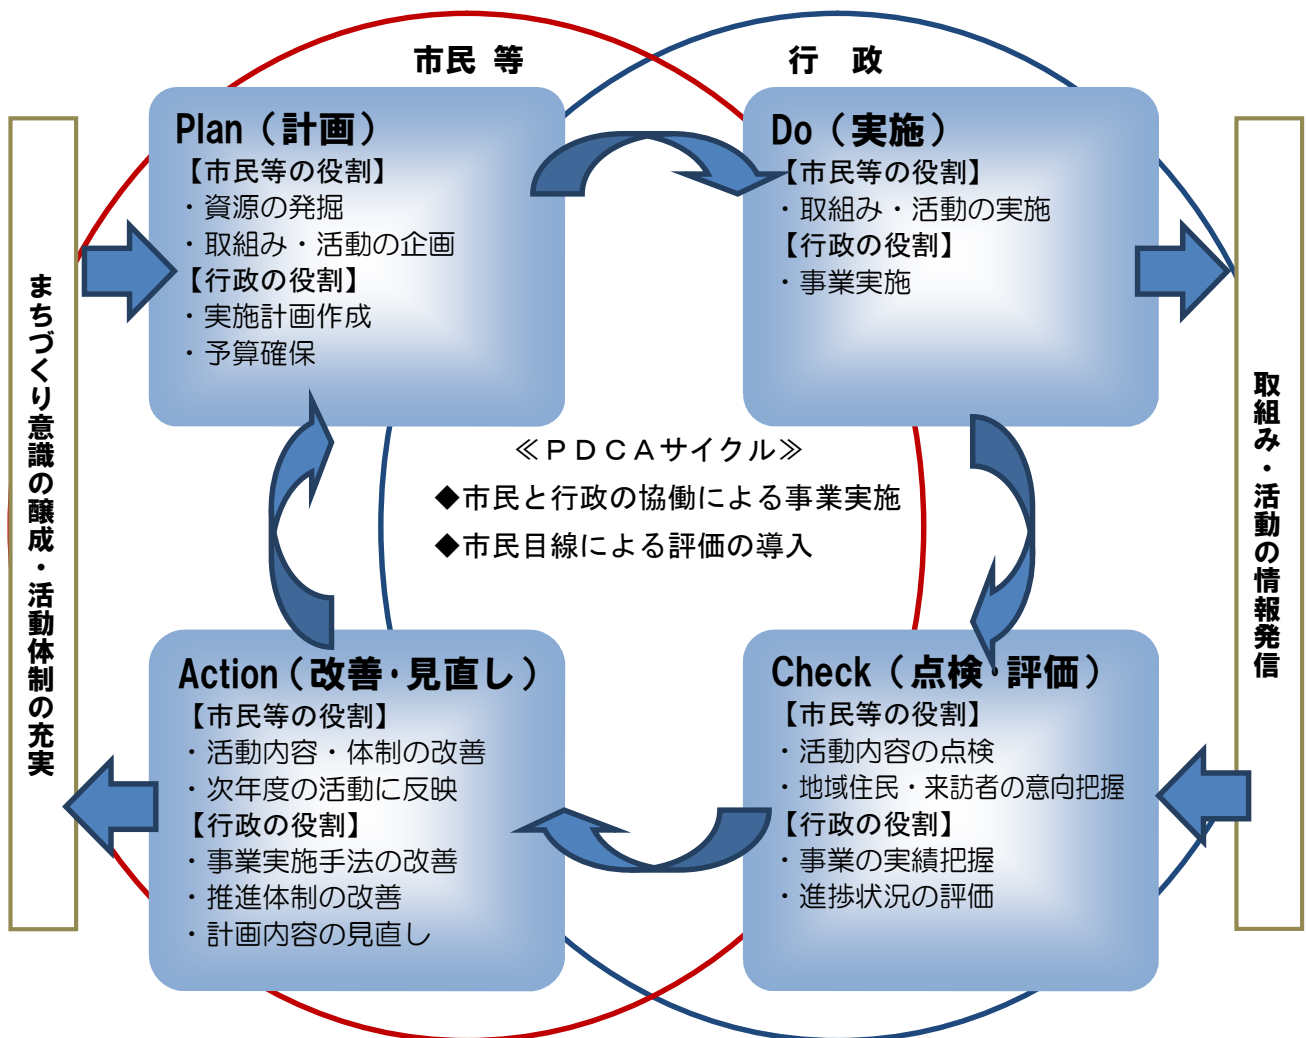 市民 等
行　政
Plan（計画）
【市民等の役割】
・資源の発掘
・取組み・活動の企画
【行政の役割】
・実施計画作成
・予算確保
Do（実施）
【市民等の役割】
・取組み・活動の実施
【行政の役割】
・事業実施
まちづくり意識の醸成・活動体制の充実
≪ＰＤＣＡサイクル≫
◆市民と行政の協働による事業実施
◆市民目線による評価の導入
取組み・活動の情報発信
Action（改善・見直し）
【市民等の役割】
・活動内容・体制の改善
・次年度の活動に反映
【行政の役割】
・事業実施手法の改善
・推進体制の改善
・計画内容の見直し
Check（点検・評価）
【市民等の役割】
・活動内容の点検
・地域住民・来訪者の意向把握
【行政の役割】
・事業の実績把握
・進捗状況の評価